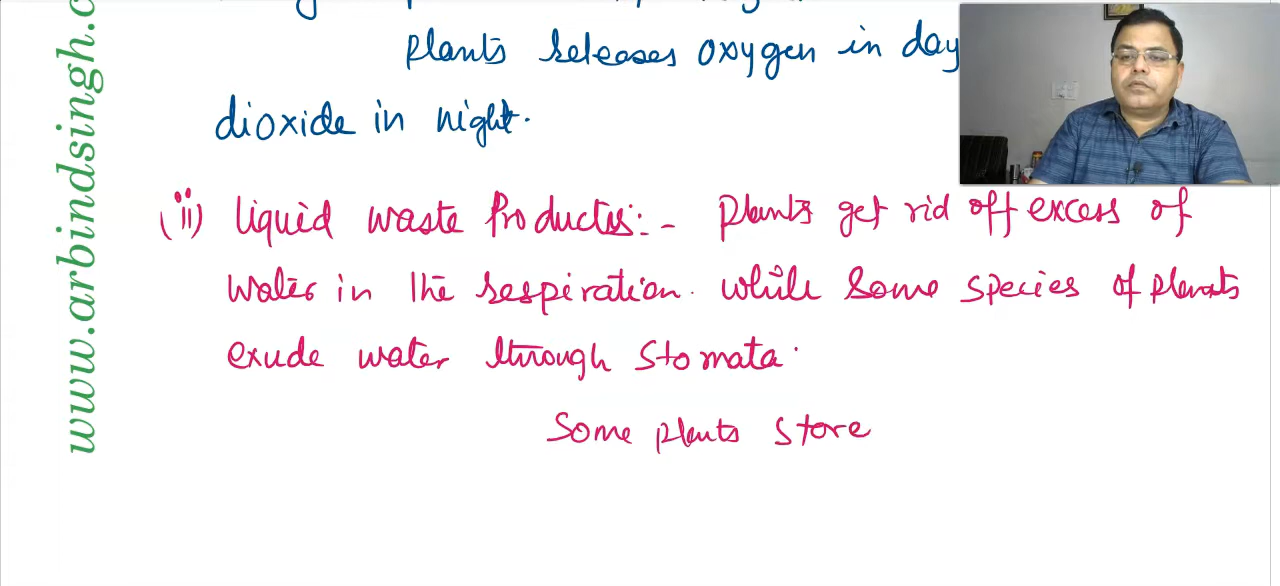 plants releases oxygen in day
dioxide in night.
(ii) liquid waste Products:- plants get rid off excess of
water in the respiration. while some species of plants
exude water through stomata.
Some plants store
www.arbindsingh.c